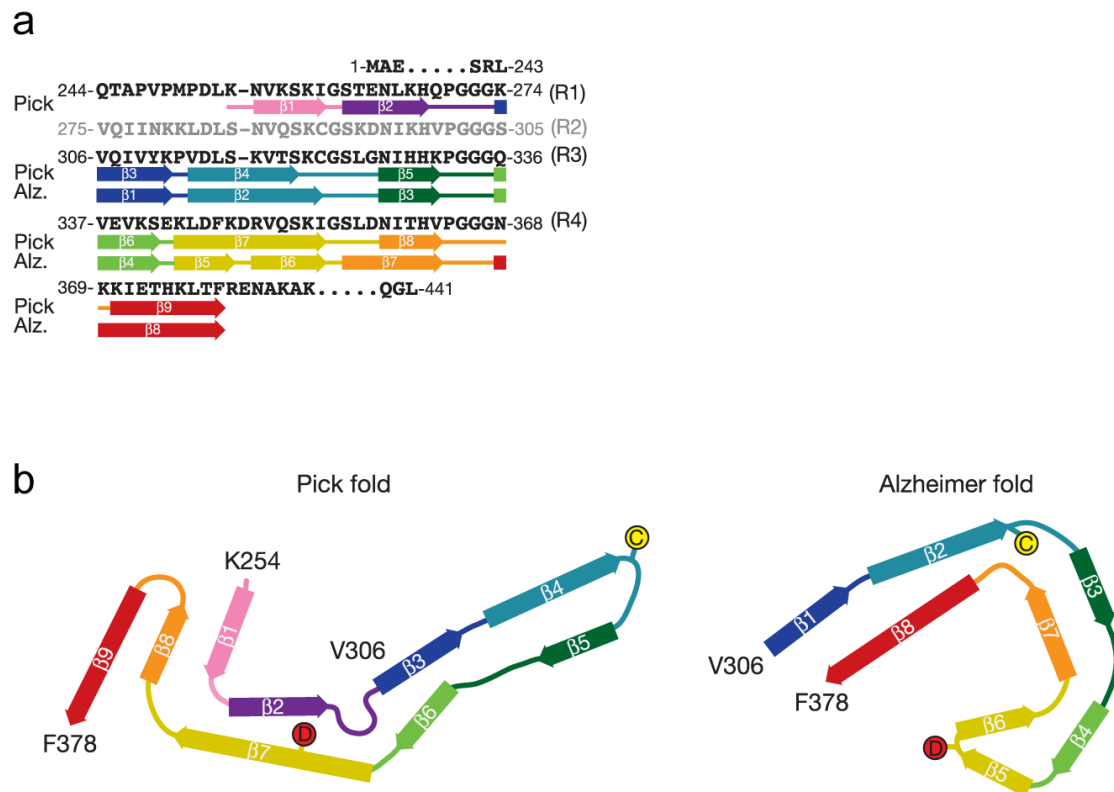 a
1-MAE.....SRL-243
244-QTAPVPMPDLK-NVKSKIGSTENLKHQPGGGK-274 (R1)
Pick β1 β2
275-VQIINKKLDLS-NVQSKCGSKDNIKHVPGGGS-305 (R2)
306-VQIVYKPVDLS-KVTSKCGSLGNIHHKPGGGQ-336 (R3)
Pick β3 β4 β5
Alz. β1 β2 β3
337-VEVKSEKLDFKDRVQSKIGSLDNITHVPGGGN-368 (R4)
Pick β6 β7 β8
Alz. β4 β5 β6 β7
369-KKIETHKLTFRENAKAK.....QGL-441
Pick β9
Alz. β8
b
Pick fold
K254
β9
β8
β1
F378
β2
β7
D
V306
β3
β4
C
β5
β6
Alzheimer fold
V306
β1
β2
C
β3
β8
F378
β7
β4
β6
D
β5